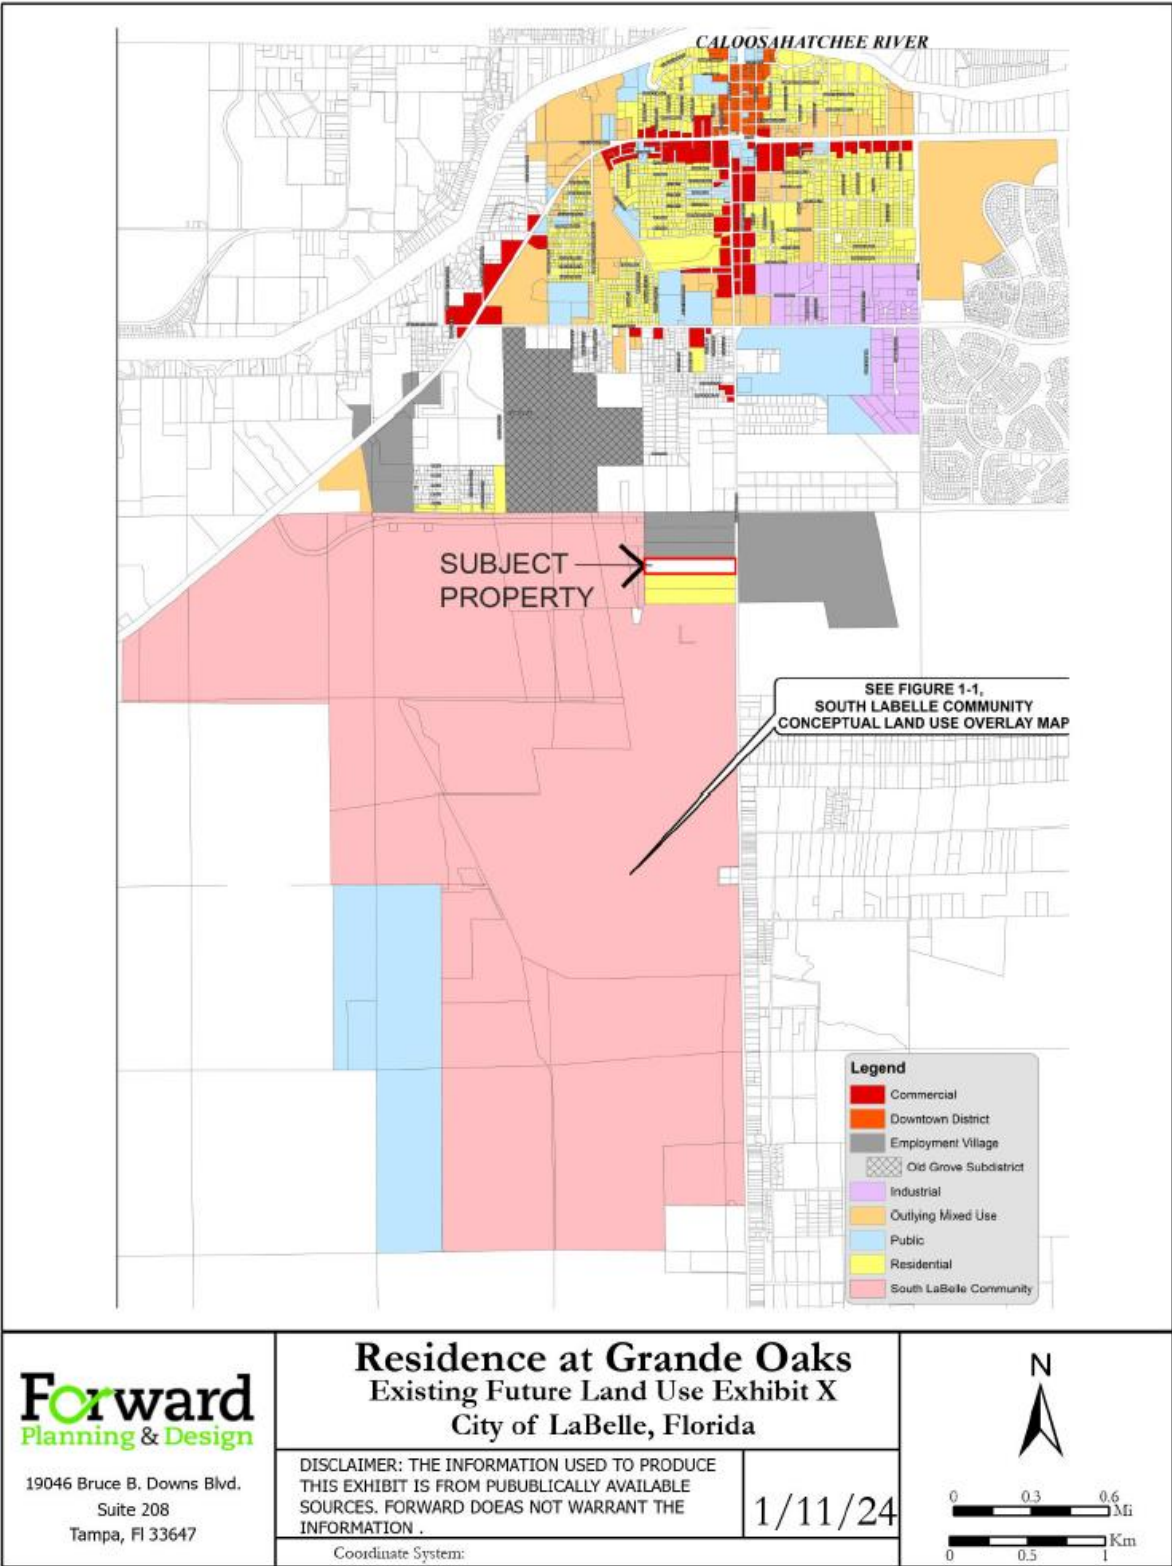 CALOOSAHATCHEE RIVER
SUBJECT
PROPERTY
L
SEE FIGURE 1-1,
SOUTH LABELLE COMMUNITY
CONCEPTUAL LAND USE OVERLAY MAP
Legend
Commercial
Downtown District
Employment Village
Old Grove Subdistrict
Industrial
Outlying Mixed Use
Public
Residential
South LaBelle Community
Forward
Planning & Design
19046 Bruce B. Downs Blvd.
Suite 208
Tampa, Fl 33647
Residence at Grande Oaks
Existing Future Land Use Exhibit X
City of LaBelle, Florida
DISCLAIMER: THE INFORMATION USED TO PRODUCE
THIS EXHIBIT IS FROM PUBUBLICALLY AVAILABLE
SOURCES. FORWARD DOEAS NOT WARRANT THE
INFORMATION .
1/11/24
Coordinate System:
N
0 0.3 0.6
Mi
Km
0 0.5 1